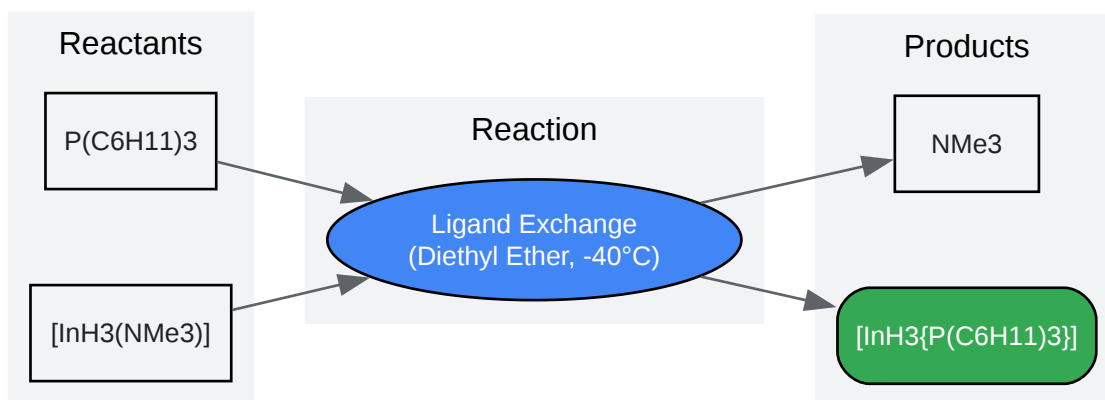 Reactants
P(C6H11)3
[InH3(NMe3)]
Reaction
Ligand Exchange
(Diethyl Ether, -40°C)
Products
NMe3
[InH3{P(C6H11)3}]